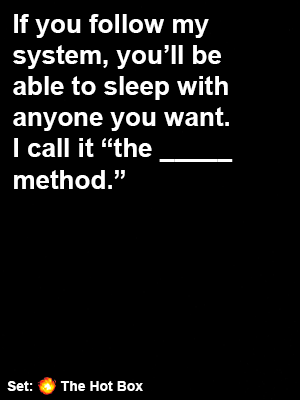 If you follow my
system, you’ll be
able to sleep with
anyone you want.
I call it “the _____
method.”
Set: 💥 The Hot Box